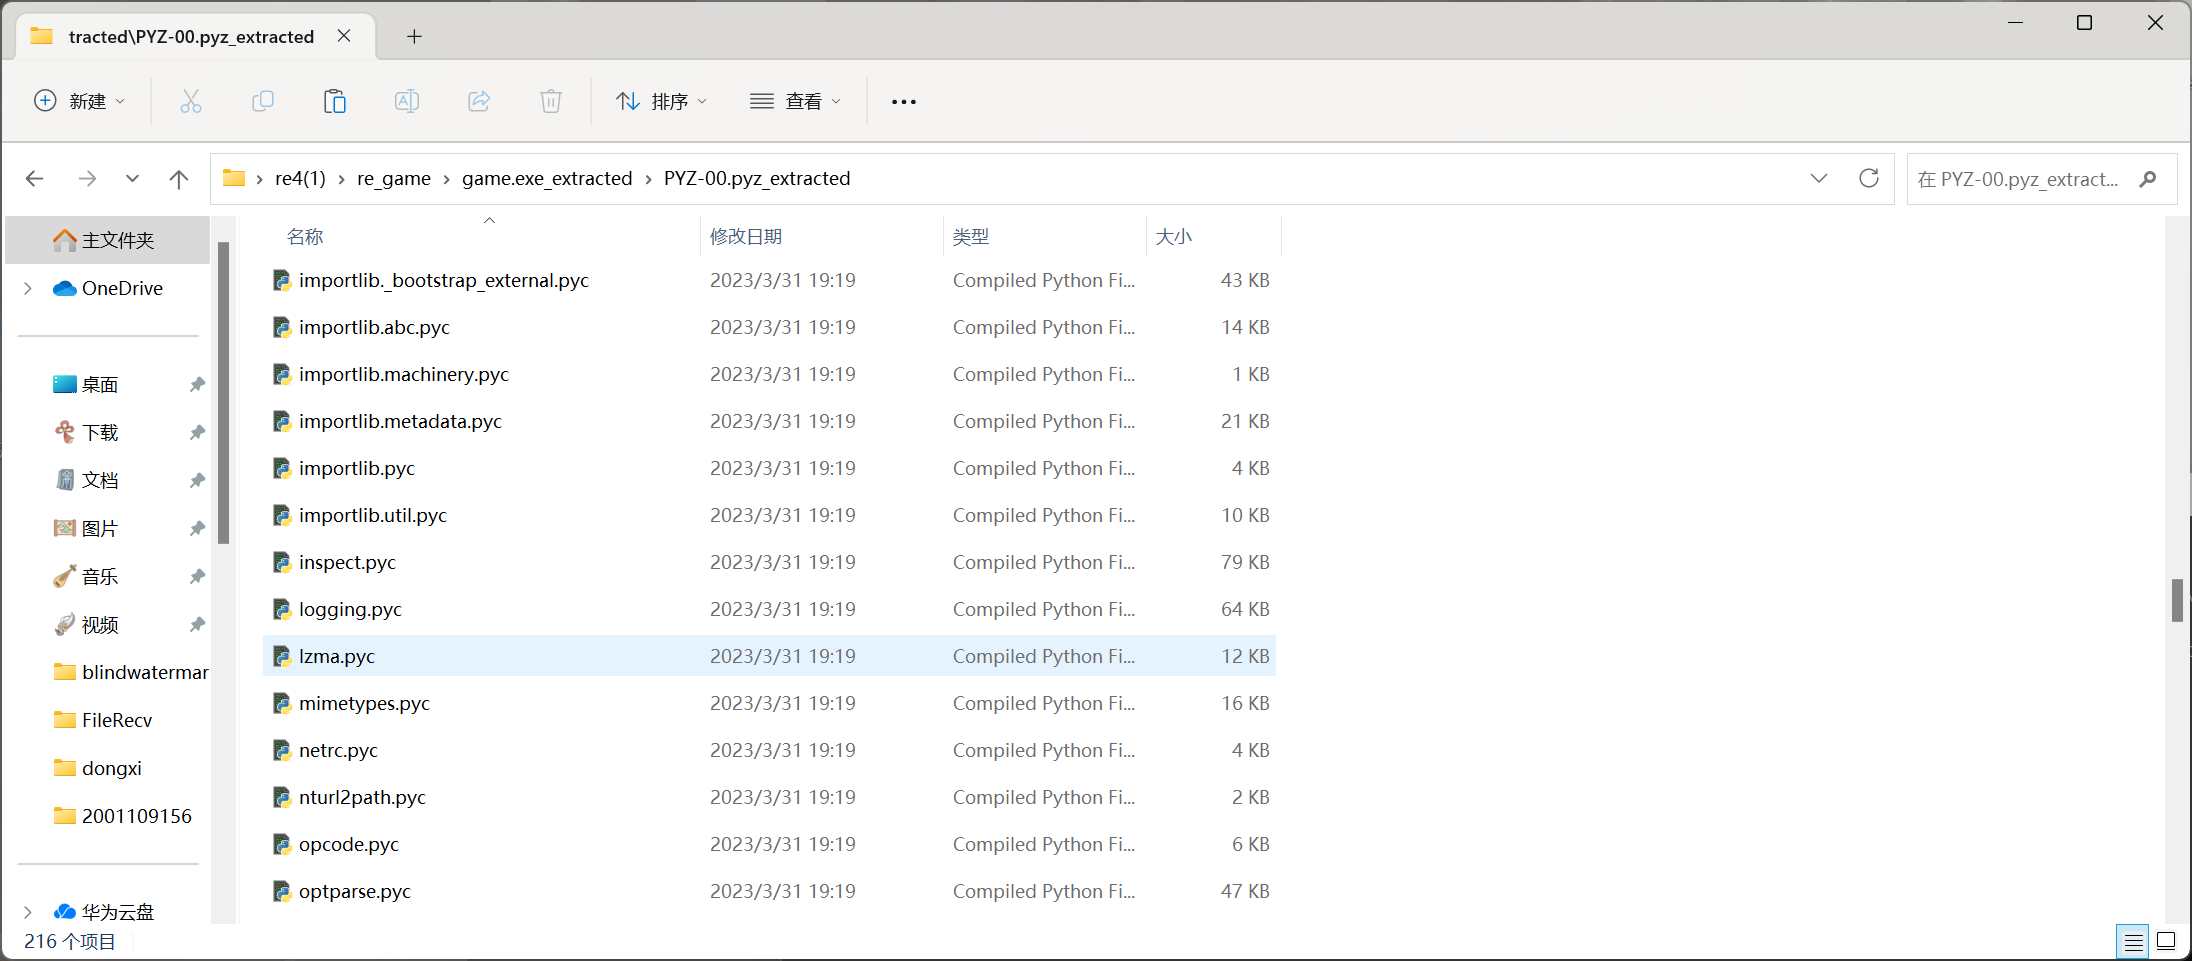 tracted\PYZ-00.pyz_extracted
新建
排序
查看
re4(1) › re_game › game.exe_extracted › PYZ-00.pyz_extracted
在 PYZ-00.pyz_extract...
主文件夹
OneDrive
桌面
下载
文档
图片
音乐
视频
blindwatermar
FileRecv
dongxi
2001109156
华为云盘
名称 修改日期 类型 大小
importlib._bootstrap_external.pyc 2023/3/31 19:19 Compiled Python Fi... 43 KB
importlib.abc.pyc 2023/3/31 19:19 Compiled Python Fi... 14 KB
importlib.machinery.pyc 2023/3/31 19:19 Compiled Python Fi... 1 KB
importlib.metadata.pyc 2023/3/31 19:19 Compiled Python Fi... 21 KB
importlib.pyc 2023/3/31 19:19 Compiled Python Fi... 4 KB
importlib.util.pyc 2023/3/31 19:19 Compiled Python Fi... 10 KB
inspect.pyc 2023/3/31 19:19 Compiled Python Fi... 79 KB
logging.pyc 2023/3/31 19:19 Compiled Python Fi... 64 KB
lzma.pyc 2023/3/31 19:19 Compiled Python Fi... 12 KB
mimetypes.pyc 2023/3/31 19:19 Compiled Python Fi... 16 KB
netrc.pyc 2023/3/31 19:19 Compiled Python Fi... 4 KB
nturl2path.pyc 2023/3/31 19:19 Compiled Python Fi... 2 KB
opcode.pyc 2023/3/31 19:19 Compiled Python Fi... 6 KB
optparse.pyc 2023/3/31 19:19 Compiled Python Fi... 47 KB
216 个项目